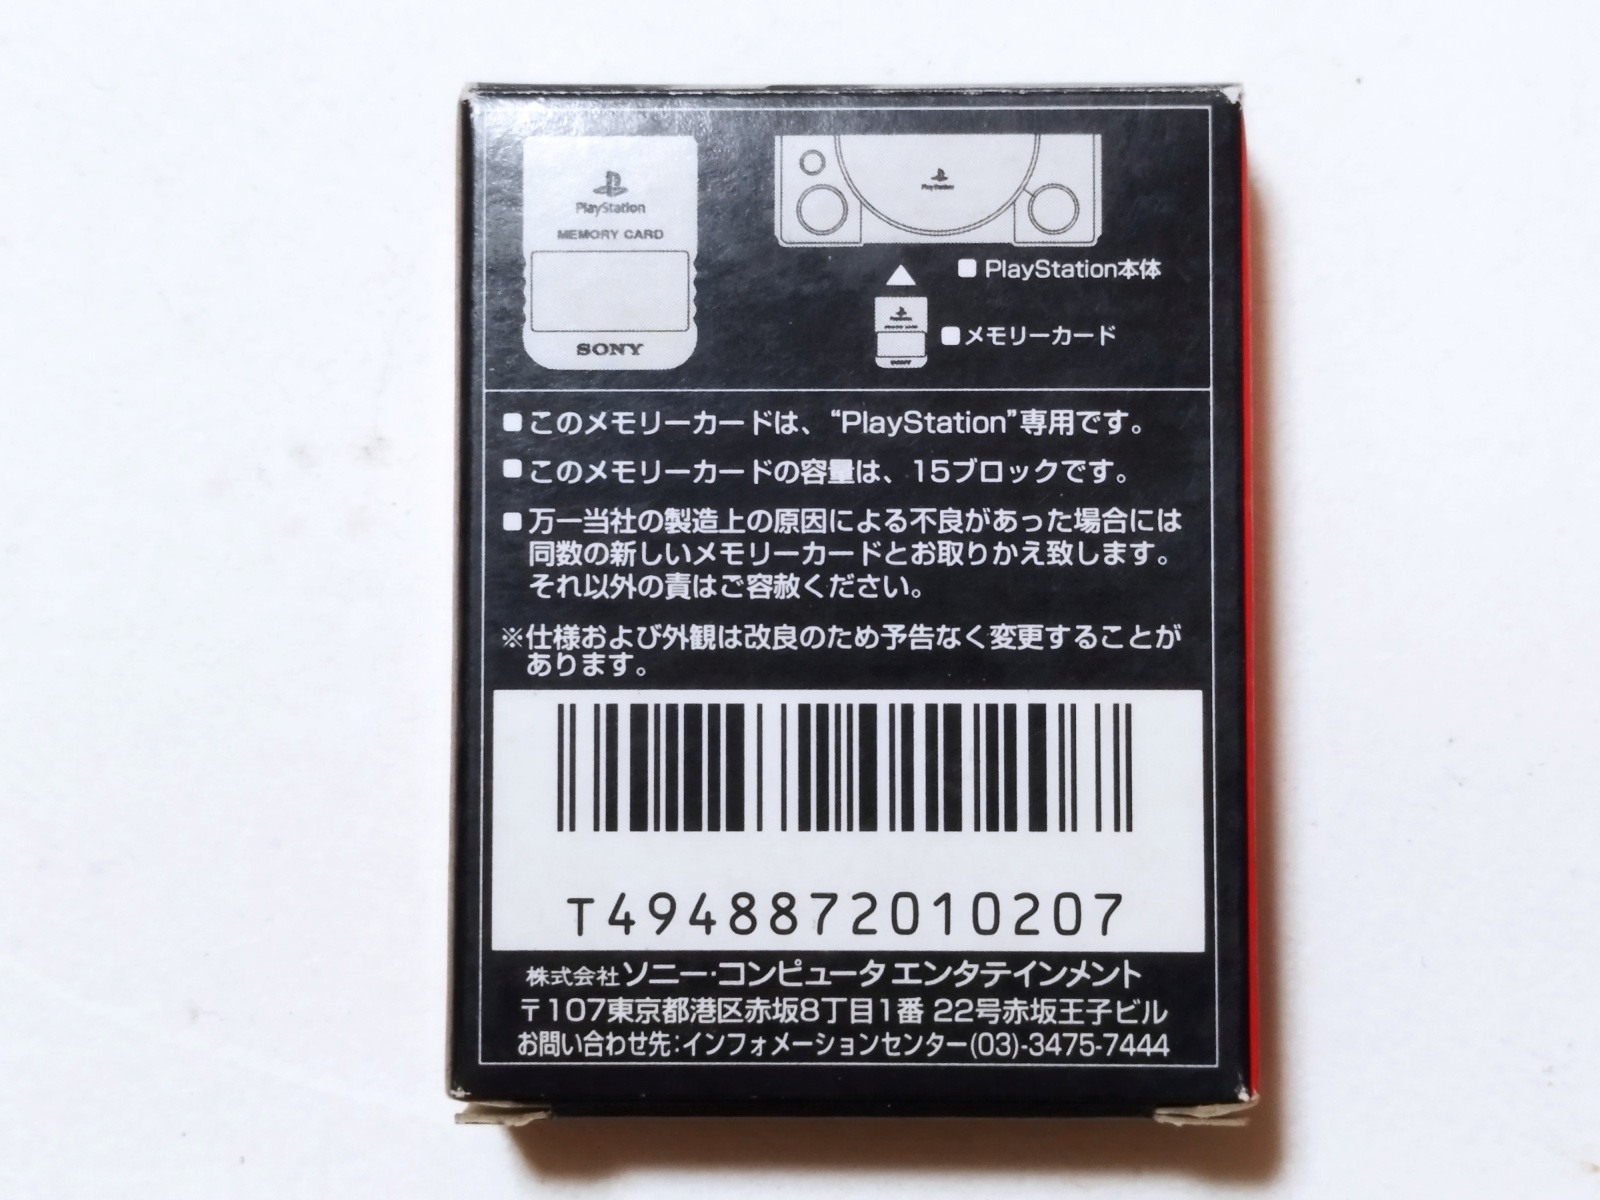 PlayStation
MEMORY CARD
SONY
PlayStation
■ PlayStation本体
PlayStation
MEMORY CARD
SONY
■メモリーカード
■このメモリーカードは、“PlayStation”専用です。
■このメモリーカードの容量は、15ブロックです。
■万一当社の製造上の原因による不良があった場合には
同数の新しいメモリーカードとお取りかえ致します。
それ以外の責はご容赦ください。
※仕様および外観は改良のため予告なく変更することが
あります。
T4948872010207
株式会社ソニー・コンピュータ エンタテインメント
〒107東京都港区赤坂8丁目1番 22号赤坂王子ビル
お問い合わせ先:インフォメーションセンター(03)-3475-7444